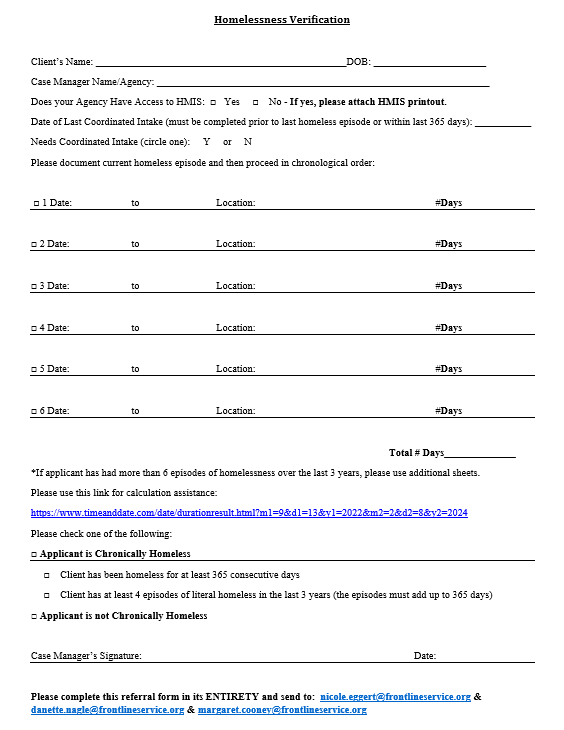 Homelessness Verification
Client's Name: ________________________ DOB: ____________
Case Manager Name/Agency: ________________________
Does your Agency Have Access to HMIS: □ Yes □ No - If yes, please attach HMIS printout.
Date of Last Coordinated Intake (must be completed prior to last homeless episode or within last 365 days): __________
Needs Coordinated Intake (circle one): Y or N
Please document current homeless episode and then proceed in chronological order:
□ 1 Date: to Location: #Days
□ 2 Date: to Location: #Days
□ 3 Date: to Location: #Days
□ 4 Date: to Location: #Days
□ 5 Date: to Location: #Days
□ 6 Date: to Location: #Days
Total # Days____________
*If applicant has had more than 6 episodes of homelessness over the last 3 years, please use additional sheets.
Please use this link for calculation assistance:
https://www.timeanddate.com/date/durationresult.html?m1=9&d1=13&y1=2022&m2=2&d2=8&y2=2024
Please check one of the following:
□ Applicant is Chronically Homeless
□ Client has been homeless for at least 365 consecutive days
□ Client has at least 4 episodes of literal homeless in the last 3 years (the episodes must add up to 365 days)
□ Applicant is not Chronically Homeless
Case Manager's Signature: Date:
Please complete this referral form in its ENTIRETY and send to: nicole.eggert@frontlineservice.org &
danette.nagle@frontlineservice.org & margaret.cooney@frontlineservice.org